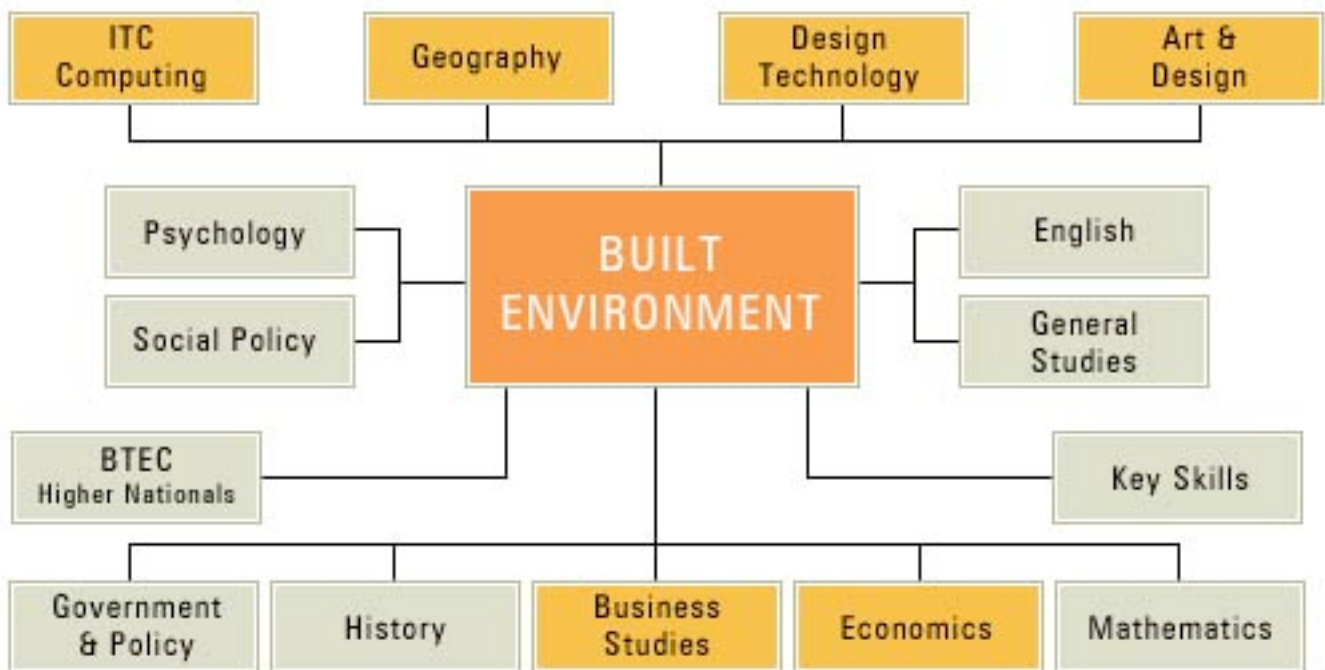 ITC
Computing
Geography
Design
Technology
Art &
Design
Psychology
Social Policy
BUILT
ENVIRONMENT
English
General
Studies
BTEC
Higher Nationals
Key Skills
Government
& Policy
History
Business
Studies
Economics
Mathematics